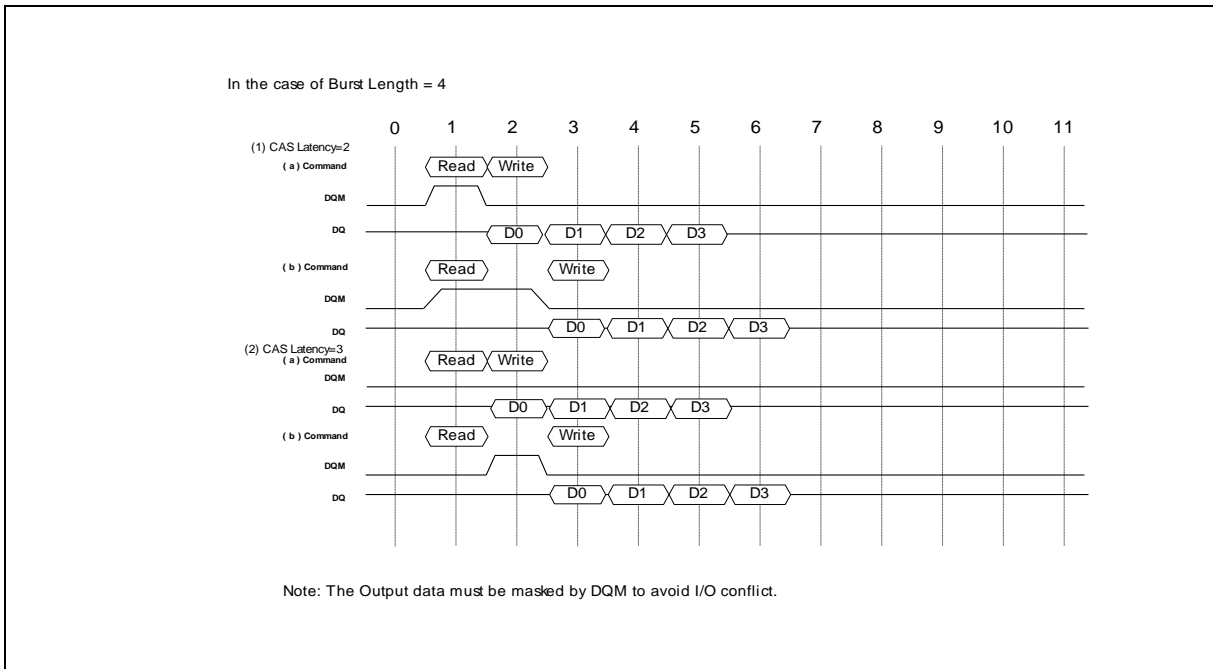 In the case of Burst Length = 4
0 1 2 3 4 5 6 7 8 9 10 11
(1) CAS Latency=2
( a ) Command Read Write
DQM
DQ D0 D1 D2 D3
( b ) Command Read Write
DQM
DQ D0 D1 D2 D3
(2) CAS Latency=3
( a ) Command Read Write
DQM
DQ D0 D1 D2 D3
( b ) Command Read Write
DQM
DQ D0 D1 D2 D3
Note: The Output data must be masked by DQM to avoid I/O conflict.